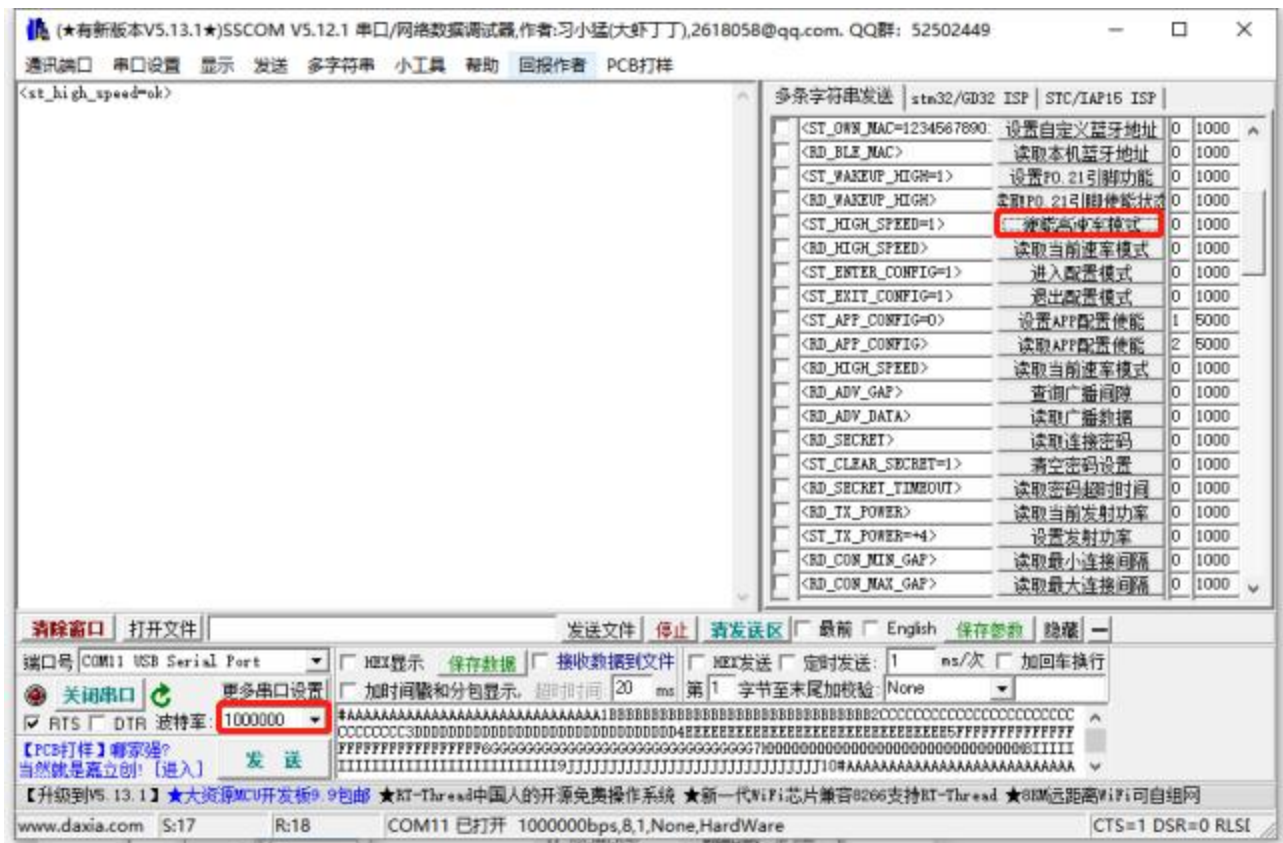 (★有新版本V5.13.1★)SSCOM V5.12.1 串口/网络数据调试器,作者:习小猛(大虾丁丁),2618058@qq.com. QQ群: 52502449
通讯端口 串口设置 显示 发送 多字符串 小工具 帮助 回报作者 PCB打样
<st_high_speed=ok>
多条字符串发送 stm32/GD32 ISP STC/IAP15 ISP
<ST_OWN_MAC=1234567890: 设置自定义蓝牙地址 0 1000
<RD_BLE_MAC> 读取本机蓝牙地址 0 1000
<ST_WAKEUP_HIGH=1> 设置P0.21引脚功能 0 1000
<RD_WAKEUP_HIGH> 读取P0.21引脚使能状态 0 1000
<ST_HIGH_SPEED=1> 使能高速率模式 0 1000
<RD_HIGH_SPEED> 读取当前速率模式 0 1000
<ST_ENTER_CONFIG=1> 进入配置模式 0 1000
<ST_EXIT_CONFIG=1> 退出配置模式 0 1000
<ST_APP_CONFIG=0> 设置APP配置使能 1 5000
<RD_APP_CONFIG> 读取APP配置使能 2 5000
<RD_HIGH_SPEED> 读取当前速率模式 0 1000
<RD_ADV_GAP> 查询广播间隙 0 1000
<RD_ADV_DATA> 读取广播数据 0 1000
<RD_SECRET> 读取连接密码 0 1000
<ST_CLEAR_SECRET=1> 清空密码设置 0 1000
<RD_SECRET_TIMEOUT> 读取密码超时时间 0 1000
<RD_TX_POWER> 读取当前发射功率 0 1000
<ST_TX_POWER=+4> 设置发射功率 0 1000
<RD_CON_MIN_GAP> 读取最小连接间隔 0 1000
<RD_CON_MAX_GAP> 读取最大连接间隔 0 1000
清除窗口 打开文件 发送文件 停止 清发送区 最前 English 保存参数 隐藏
端口号 COM11 USB Serial Port HEX显示 保存数据 接收数据到文件 HEX发送 定时发送: 1 ms/次 加回车换行
关闭串口 更多串口设置 加时间戳和分包显示, 超时时间 20 ms 第 1 字节至末尾加校验: None
RTS DTR 波特率: 1000000
【PCB打样】哪家强?
当然就是嘉立创! [进入]
发 送
【升级到V5.13.1】★大资源MCU开发板9.9包邮 ★RT-Thread中国人的开源免费操作系统 ★新一代WiFi芯片兼容8266支持RT-Thread ★8KM远距离WiFi可自组网
www.daxia.com S:17 R:18 COM11 已打开 1000000bps,8,1,None,HardWare CTS=1 DSR=0 RLSI